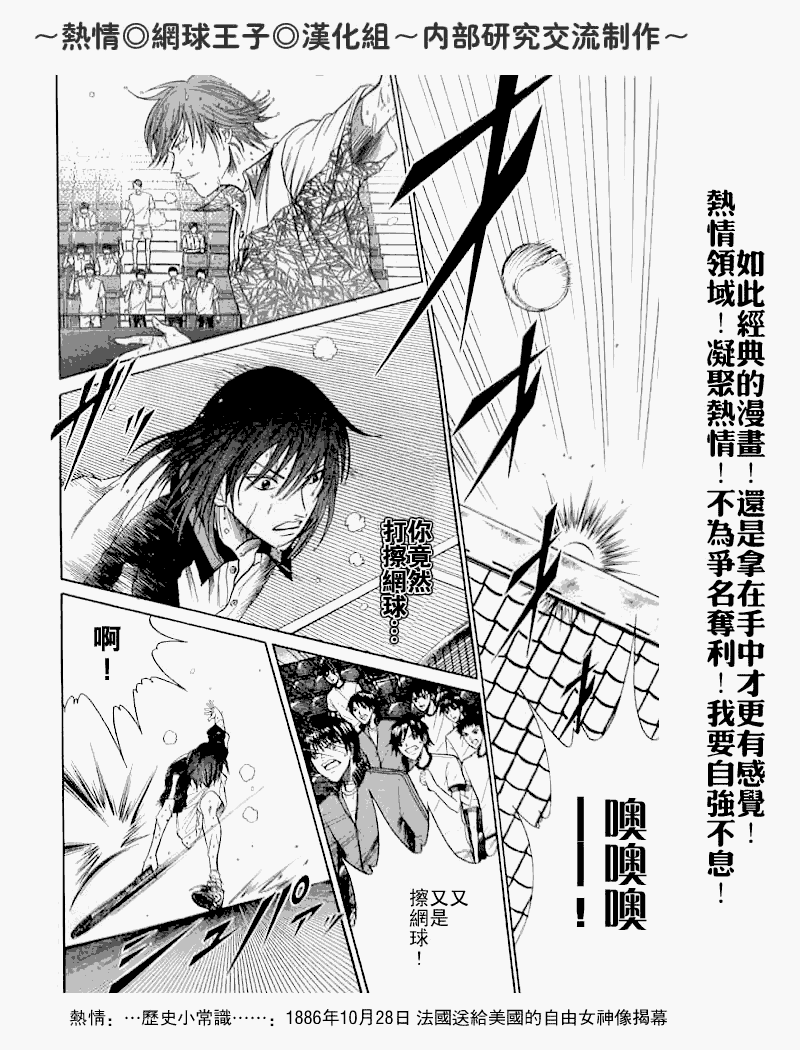 ～熱情◎網球王子◎漢化組～内部研究交流制作～
如此經典的漫畫！還是拿在手中才更有感覺！
熱情領域！凝聚熱情！不為爭名奪利！我要自強不息！
ガガッ
你竟然
打擦網球…
啊！
又
又是
擦網球！
噢噢噢
——！
熱情：…歷史小常識……：1886年10月28日 法國送給美國的自由女神像揭幕